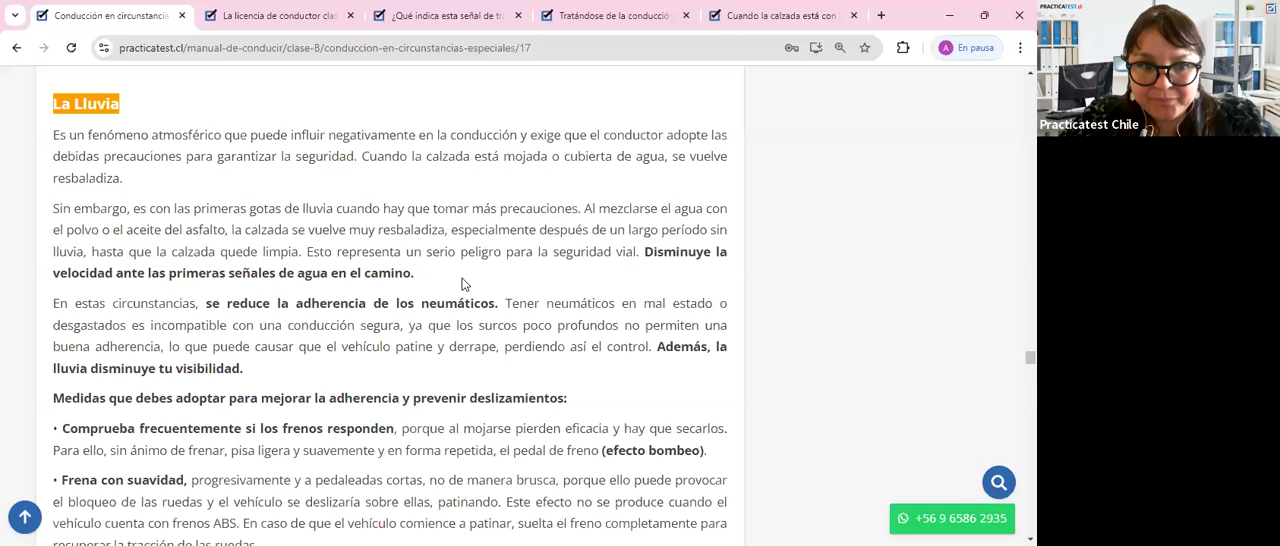 Conducción en circunstancia
La licencia de conductor clas
¿Qué indica esta señal de tr
Tratándose de la conducció
Cuando la calzada está con
practicatest.cl/manual-de-conducir/clase-B/conduccion-en-circunstancias-especiales/17
A En pausa
PRACTICATEST.cl
Practicatest Chile
La Lluvia
Es un fenómeno atmosférico que puede influir negativamente en la conducción y exige que el conductor adopte las
debidas precauciones para garantizar la seguridad. Cuando la calzada está mojada o cubierta de agua, se vuelve
resbaladiza.
Sin embargo, es con las primeras gotas de lluvia cuando hay que tomar más precauciones. Al mezclarse el agua con
el polvo o el aceite del asfalto, la calzada se vuelve muy resbaladiza, especialmente después de un largo período sin
lluvia, hasta que la calzada quede limpia. Esto representa un serio peligro para la seguridad vial. Disminuye la
velocidad ante las primeras señales de agua en el camino.
En estas circunstancias, se reduce la adherencia de los neumáticos. Tener neumáticos en mal estado o
desgastados es incompatible con una conducción segura, ya que los surcos poco profundos no permiten una
buena adherencia, lo que puede causar que el vehículo patine y derrape, perdiendo así el control. Además, la
lluvia disminuye tu visibilidad.
Medidas que debes adoptar para mejorar la adherencia y prevenir deslizamientos:
• Comprueba frecuentemente si los frenos responden, porque al mojarse pierden eficacia y hay que secarlos.
Para ello, sin ánimo de frenar, pisa ligera y suavemente y en forma repetida, el pedal de freno (efecto bombeo).
• Frena con suavidad, progresivamente y a pedaleadas cortas, no de manera brusca, porque ello puede provocar
el bloqueo de las ruedas y el vehículo se deslizaría sobre ellas, patinando. Este efecto no se produce cuando el
vehículo cuenta con frenos ABS. En caso de que el vehículo comience a patinar, suelta el freno completamente para
recuperar la tracción de las ruedas.
+56 9 6586 2935